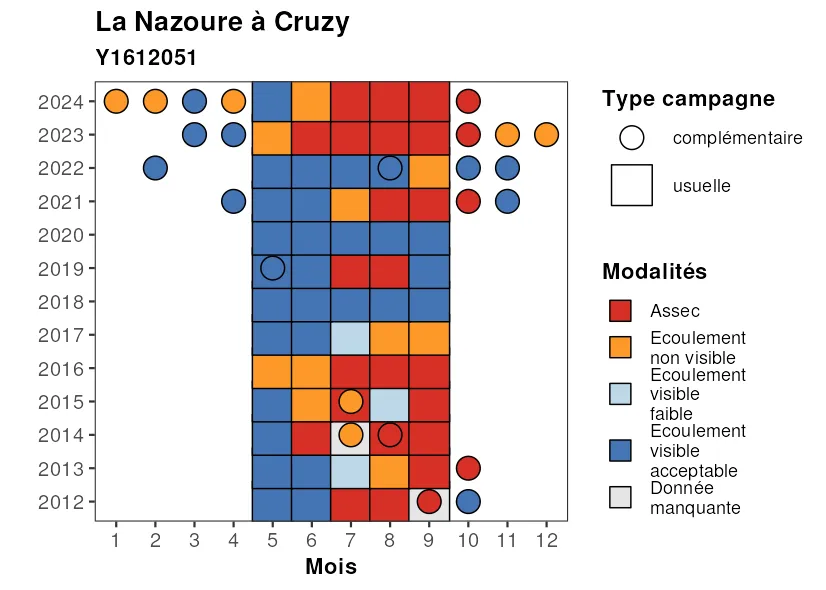 La Nazoure à Cruzy
Y1612051
2024
2023
2022
2021
2020
2019
2018
2017
2016
2015
2014
2013
2012
1 2 3 4 5 6 7 8 9 10 11 12
Mois
Type campagne
complémentaire
usuelle
Modalités
Assec
Ecoulement
non visible
Ecoulement
visible
faible
Ecoulement
visible
acceptable
Donnée
manquante